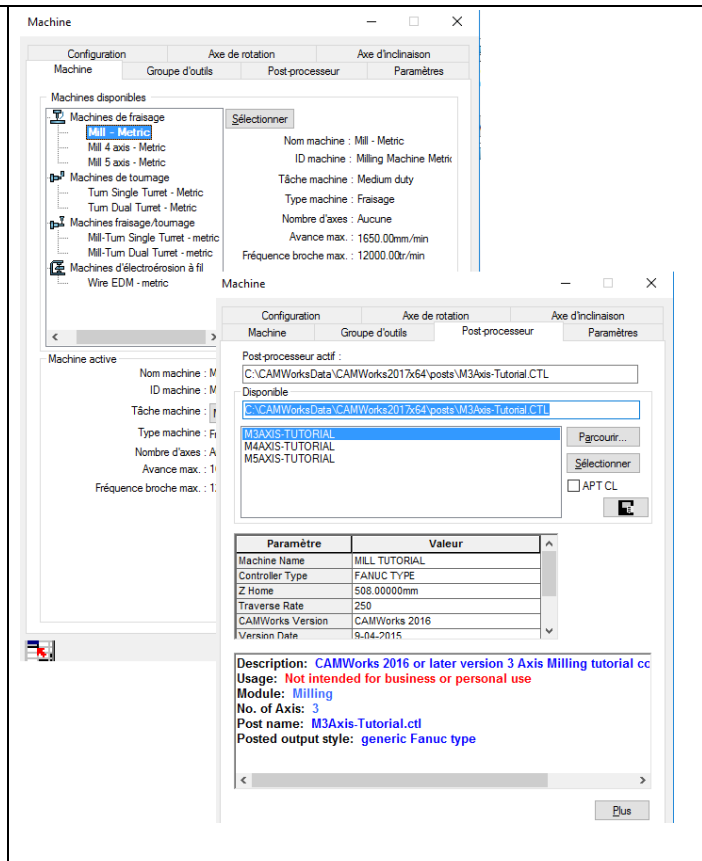 Machine
Configuration Axe de rotation Axe d'inclinaison
Machine Groupe d'outils Post-processeur Paramètres
Machines disponibles
Machines de fraisage
Mill - Metric
Mill 4 axis - Metric
Mill 5 axis - Metric
Machines de tournage
Turn Single Turret - Metric
Turn Dual Turret - Metric
Machines fraisage/tournage
Mill-Turn Single Turret - metric
Mill-Turn Dual Turret - metric
Machines d'électroérosion à fil
Wire EDM - metric
Sélectionner
Nom machine : Mill - Metric
ID machine : Milling Machine Metric
Tâche machine : Medium duty
Type machine : Fraisage
Nombre d'axes : Aucune
Avance max. : 1650.00mm/min
Fréquence broche max. : 12000.00tr/min
Machine active
Nom machine : M
ID machine : M
Tâche machine :
Type machine : Fr
Nombre d'axes : A
Avance max. : 1
Fréquence broche max. : 1
Machine
Configuration Axe de rotation Axe d'inclinaison
Machine Groupe d'outils Post-processeur Paramètres
Post-processeur actif :
C:\CAMWorksData\CAMWorks2017x64\posts\M3Axis-Tutorial.CTL
Disponible
C:\CAMWorksData\CAMWorks2017x64\posts\M3Axis-Tutorial.CTL
M3AXIS-TUTORIAL
M4AXIS-TUTORIAL
M5AXIS-TUTORIAL
Parcourir...
Sélectionner
APT CL
Paramètre Valeur
Machine Name MILL TUTORIAL
Controller Type FANUC TYPE
Z Home 508.00000mm
Traverse Rate 250
CAMWorks Version CAMWorks 2016
Version Date 9-04-2015
Description: CAMWorks 2016 or later version 3 Axis Milling tutorial co
Usage: Not intended for business or personal use
Module: Milling
No. of Axis: 3
Post name: M3Axis-Tutorial.ctl
Posted output style: generic Fanuc type
Plus